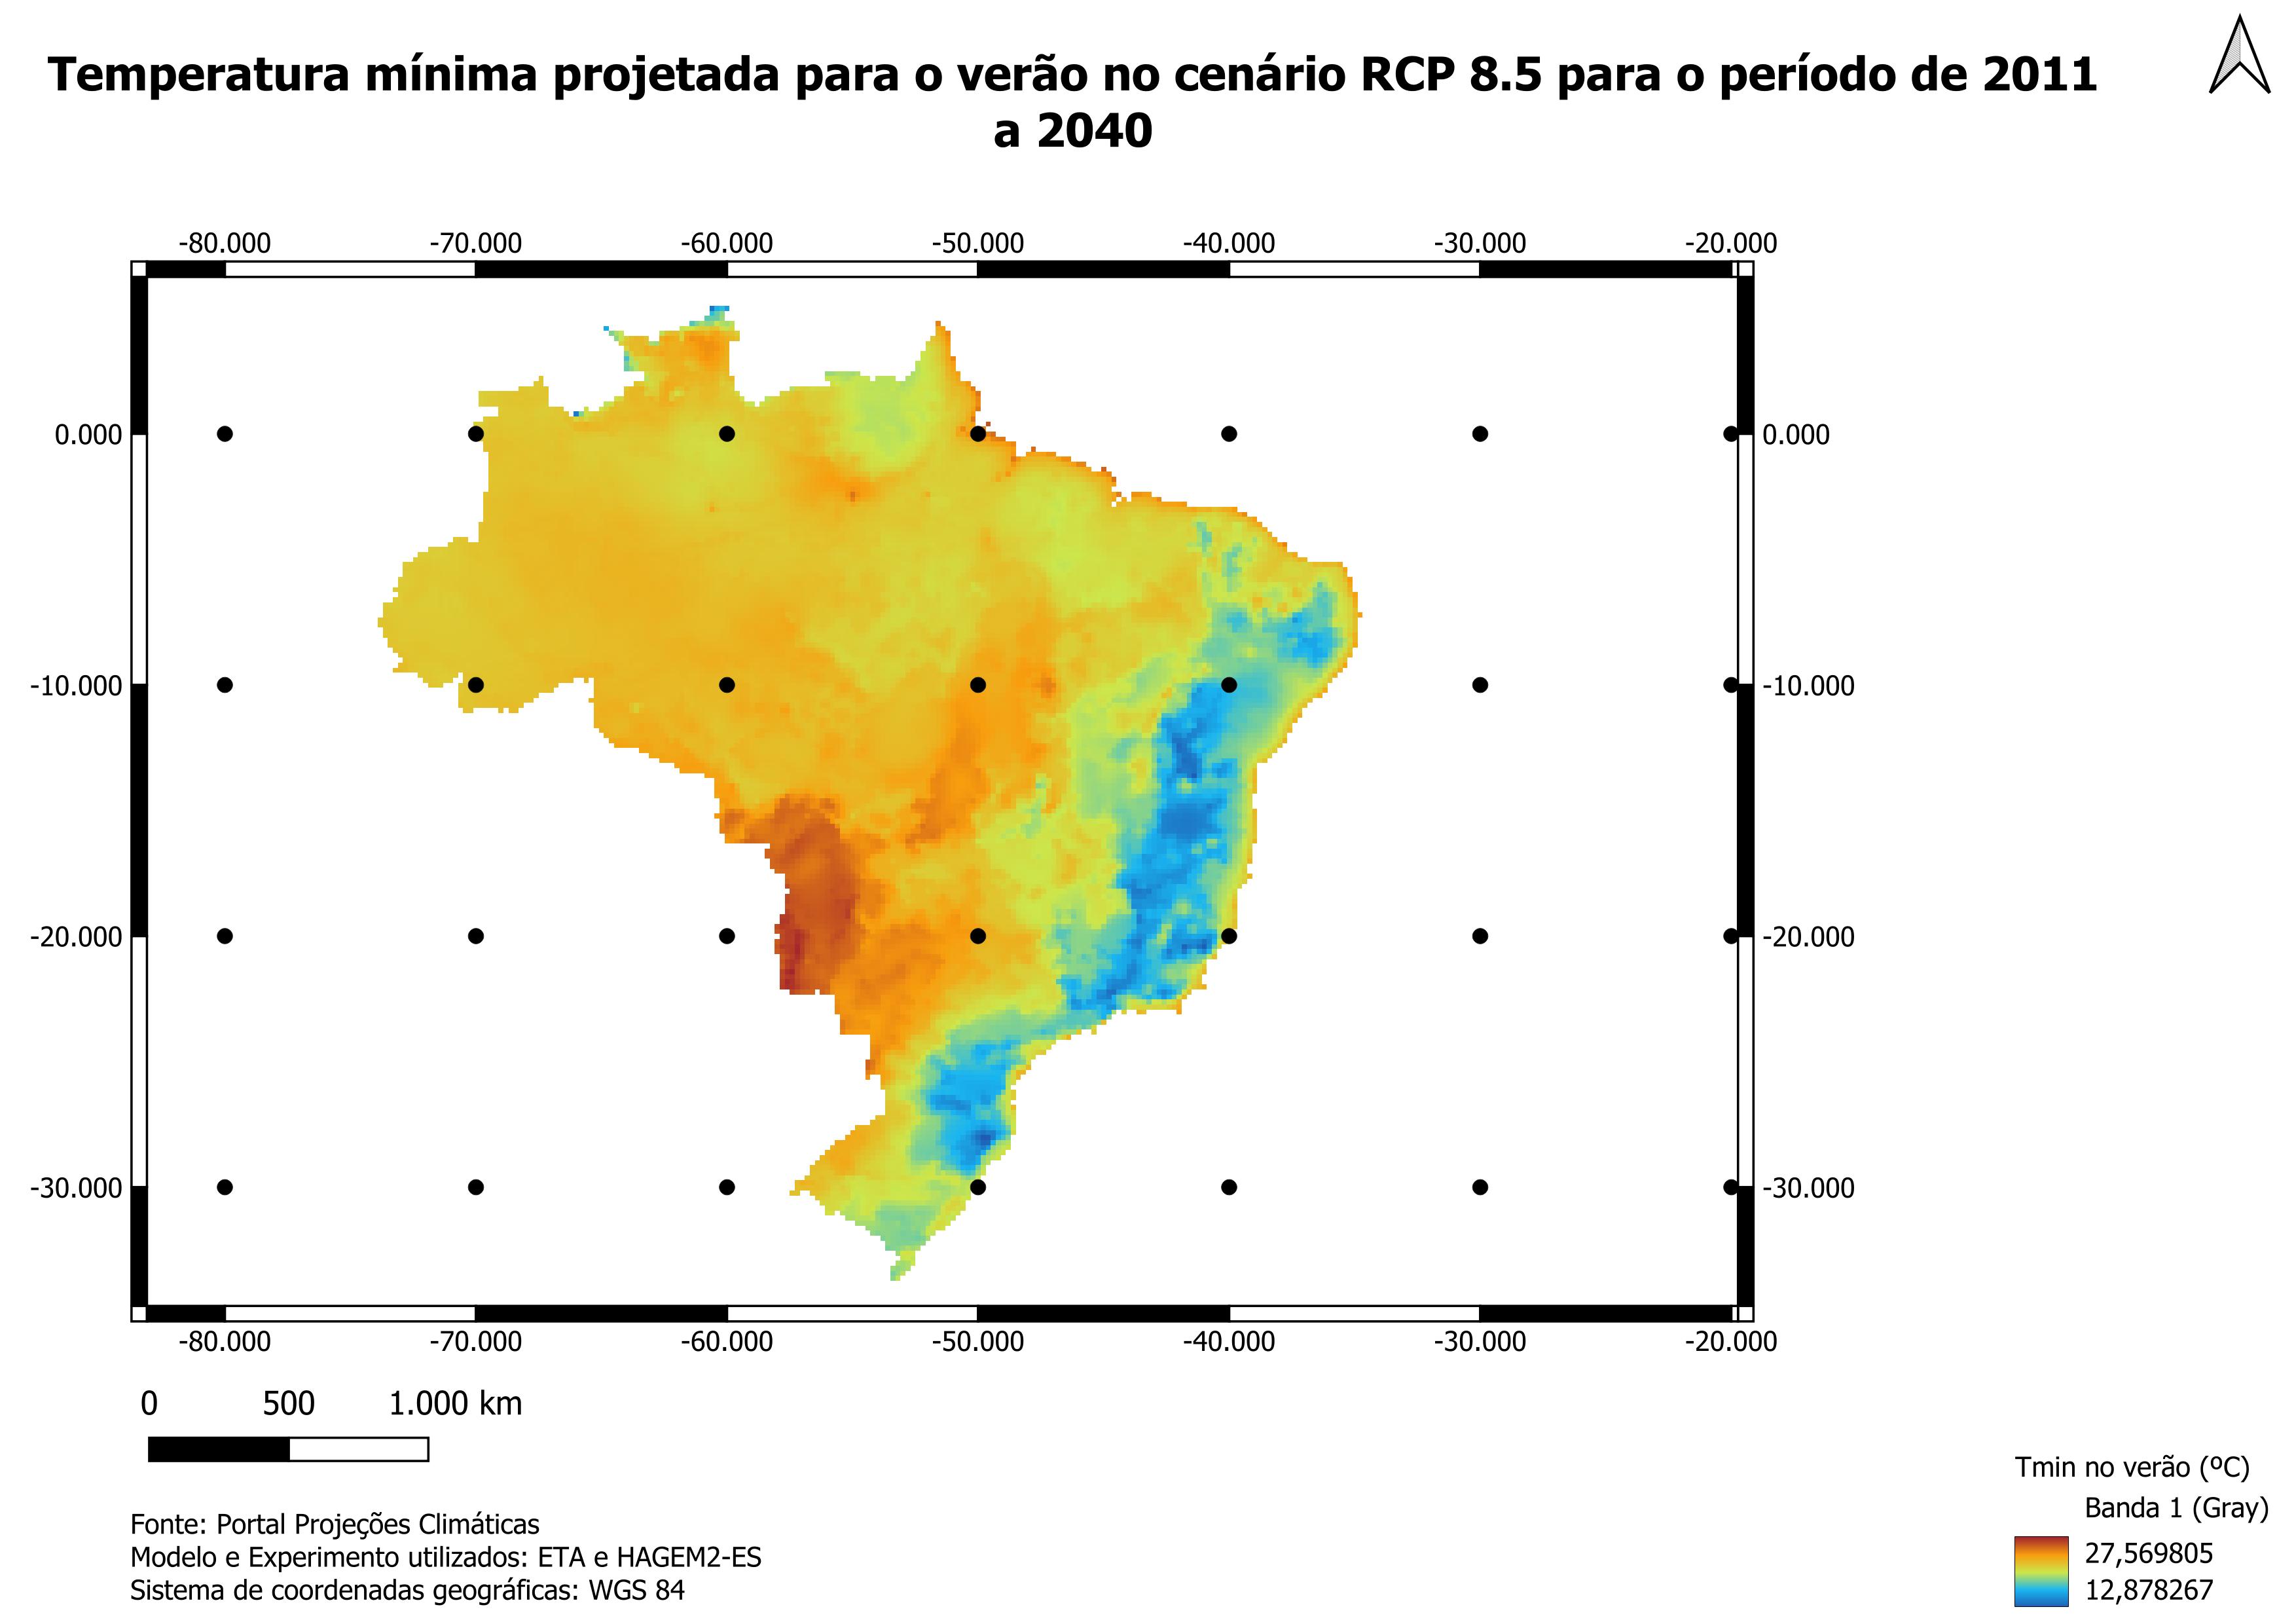 Temperatura mínima projetada para o verão no cenário RCP 8.5 para o período de 2011
a 2040
-80.000 -70.000 -60.000 -50.000 -40.000 -30.000 -20.000
0.000 0.000
-10.000 -10.000
-20.000 -20.000
-30.000 -30.000
-80.000 -70.000 -60.000 -50.000 -40.000 -30.000 -20.000
0 500 1.000 km
Tmin no verão (ºC)
Banda 1 (Gray)
27,569805
12,878267
Fonte: Portal Projeções Climáticas
Modelo e Experimento utilizados: ETA e HAGEM2-ES
Sistema de coordenadas geográficas: WGS 84